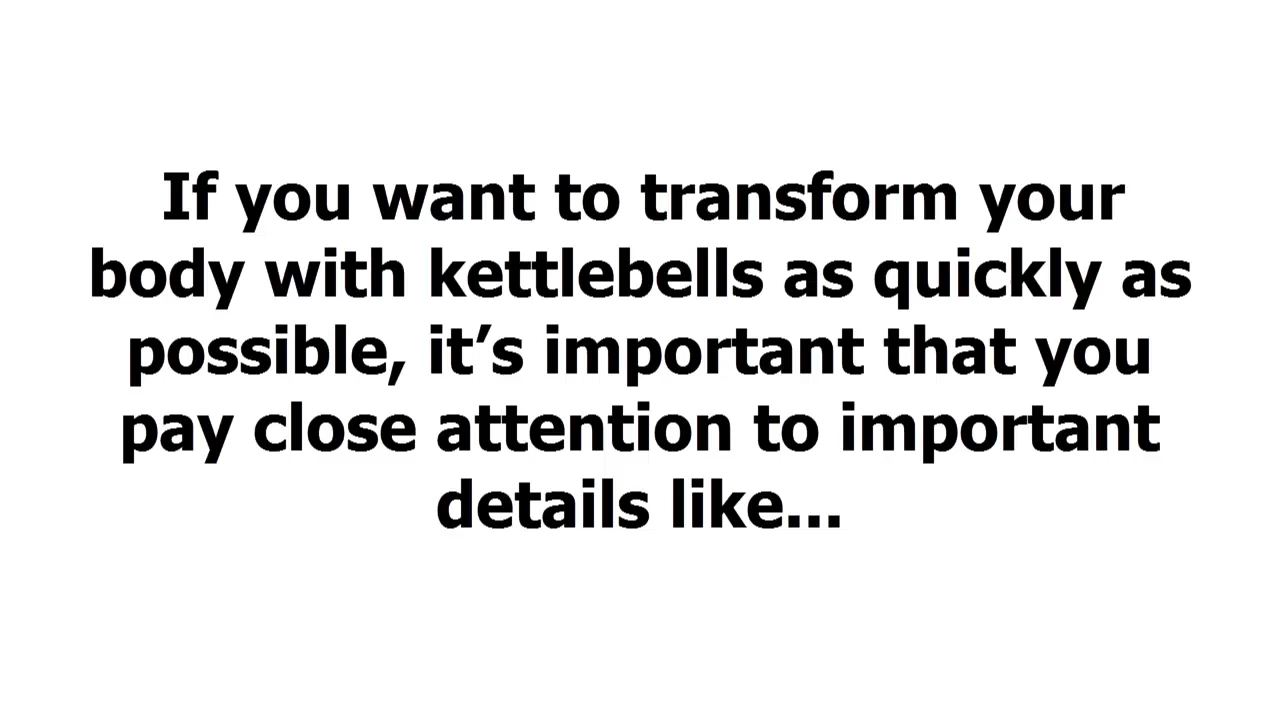 If you want to transform your
body with kettlebells as quickly as
possible, it’s important that you
pay close attention to important
details like...